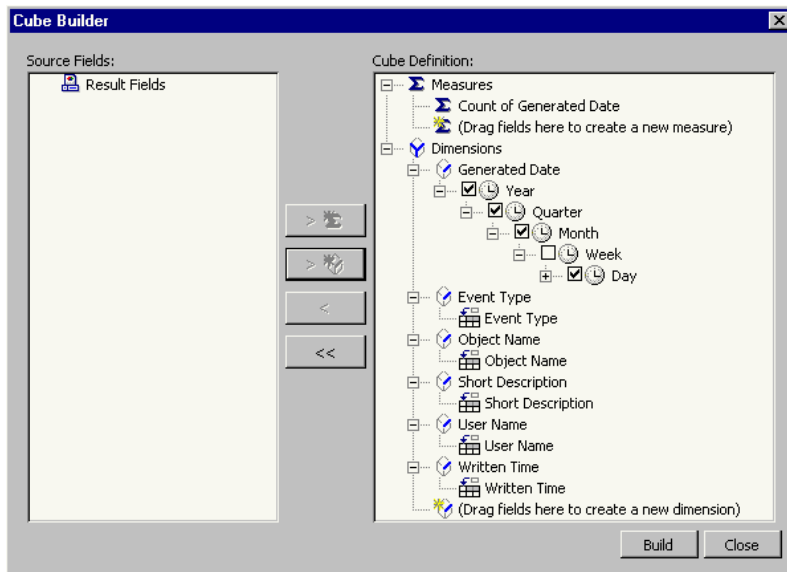 Cube Builder
Source Fields:
Result Fields
Cube Definition:
Measures
Count of Generated Date
(Drag fields here to create a new measure)
Dimensions
Generated Date
Year
Quarter
Month
Week
Day
Event Type
Event Type
Object Name
Object Name
Short Description
Short Description
User Name
User Name
Written Time
Written Time
(Drag fields here to create a new dimension)
>
>
<
<<
Build
Close